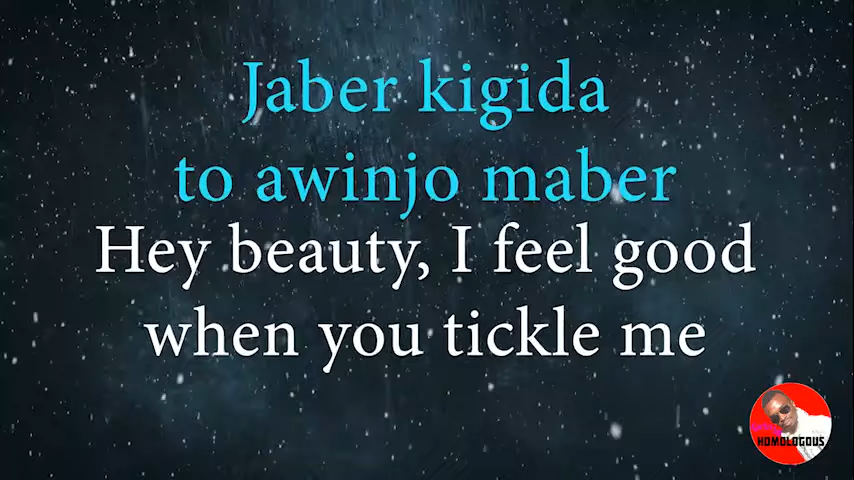 Jaber kigida
to awinjo maber
Hey beauty, I feel good
when you tickle me
HOMOLOGOUS